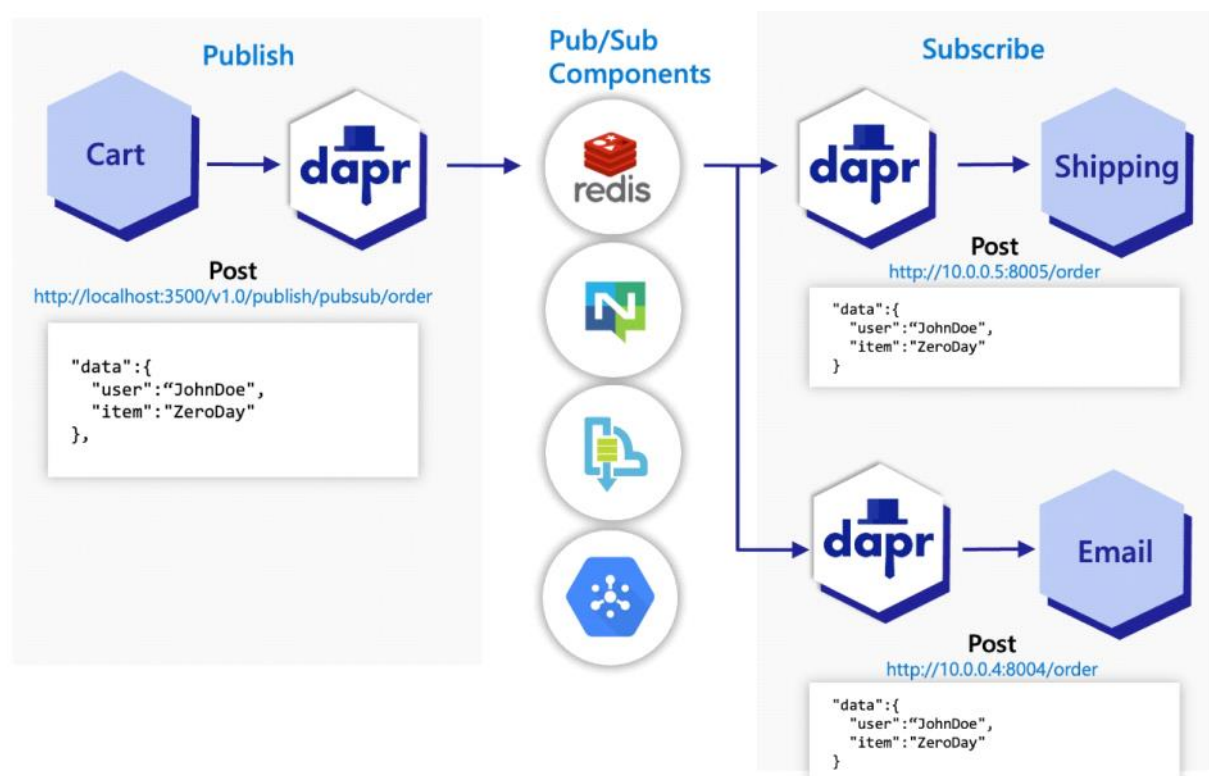 Publish
Cart
dapr
Post
http://localhost:3500/v1.0/publish/pubsub/order
"data":{
"user":“JohnDoe",
"item":"ZeroDay"
},
Pub/Sub
Components
redis
N
Subscribe
dapr
Shipping
Post
http://10.0.0.5:8005/order
"data":{
"user":“JohnDoe",
"item":"ZeroDay"
}
dapr
Email
Post
http://10.0.0.4:8004/order
"data":{
"user":“JohnDoe",
"item":"ZeroDay"
}